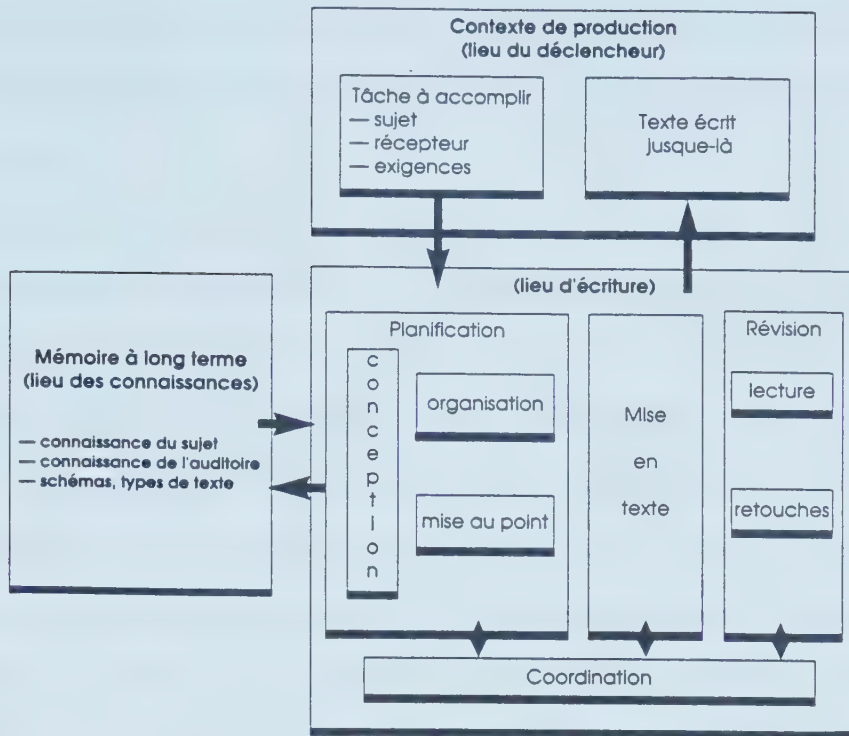 Contexte de production
(lieu du déclencheur)
Tâche à accomplir
— sujet
— récepteur
— exigences
Texte écrit
jusque-là
Mémoire à long terme
(lieu des connaissances)
— connaissance du sujet
— connaissance de l'auditoire
— schémas, types de texte
(lieu d'écriture)
Planification
conception
organisation
mise au point
Mise
en
texte
Révision
lecture
retouches
Coordination